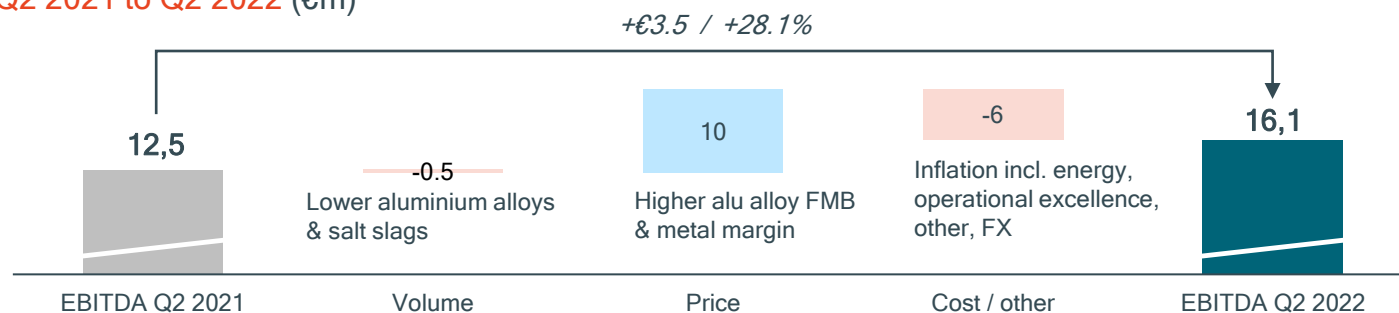 Q2 2021 to Q2 2022 (€m)
+€3.5 / +28.1%
12,5
-0.5
Lower aluminium alloys
& salt slags
10
Higher alu alloy FMB
& metal margin
-6
Inflation incl. energy,
operational excellence,
other, FX
16,1
EBITDA Q2 2021
Volume
Price
Cost / other
EBITDA Q2 2022